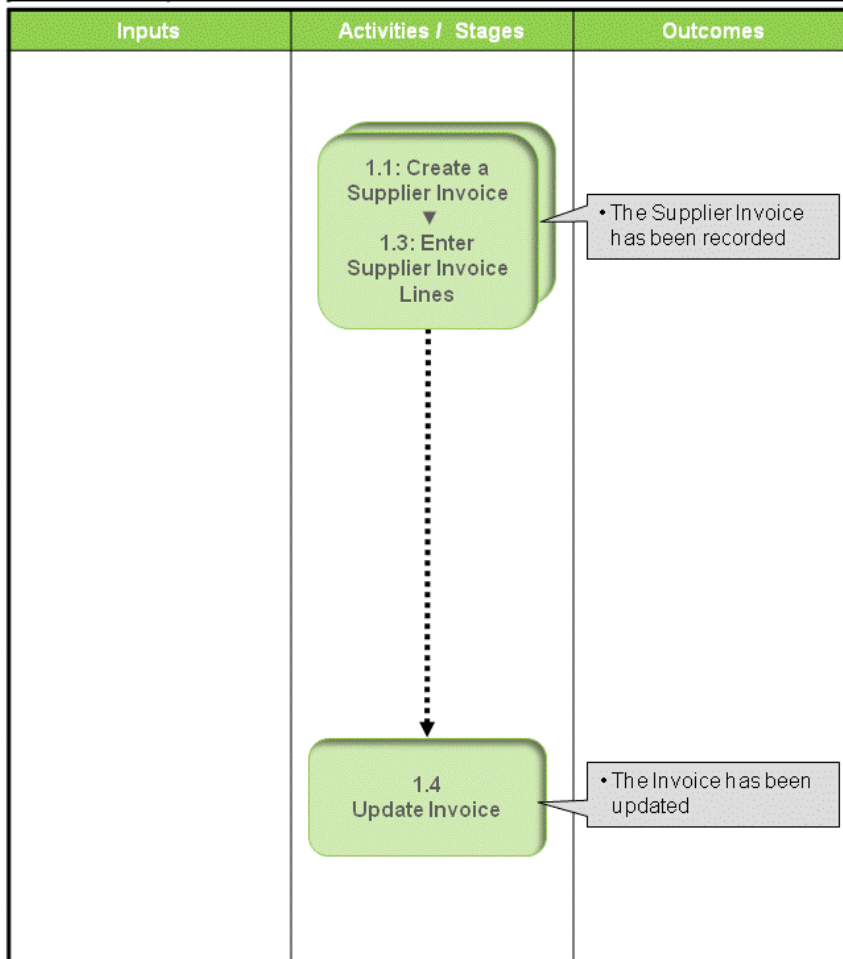 Inputs
Activities / Stages
Outcomes
1.1: Create a
Supplier Invoice
▼
1.3: Enter
Supplier Invoice
Lines
• The Supplier Invoice
has been recorded
1.4
Update Invoice
• The Invoice has been
updated